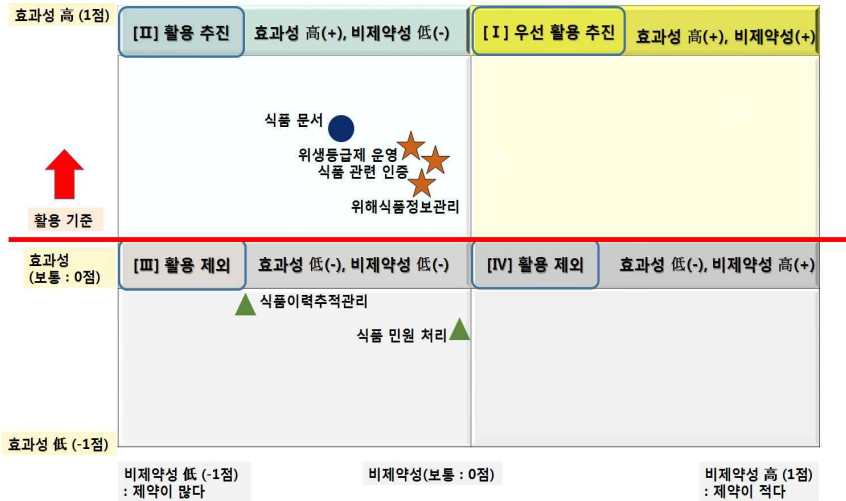 효과성 高 (1점)
[Ⅱ] 활용 추진
효과성 高(+), 비제약성 低(-)
[Ⅰ] 우선 활용 추진
효과성 高(+), 비제약성(+)
식품 문서
위생등급제 운영
식품 관련 인증
위해식품정보관리
활용 기준
효과성
(보통 : 0점)
[Ⅲ] 활용 제외
효과성 低(-), 비제약성 低(-)
[Ⅳ] 활용 제외
효과성 低(-), 비제약성 高(+)
식품이력추적관리
식품 민원 처리
효과성 低 (-1점)
비제약성 低 (-1점)
: 제약이 많다
비제약성(보통 : 0점)
비제약성 高 (1점)
: 제약이 적다